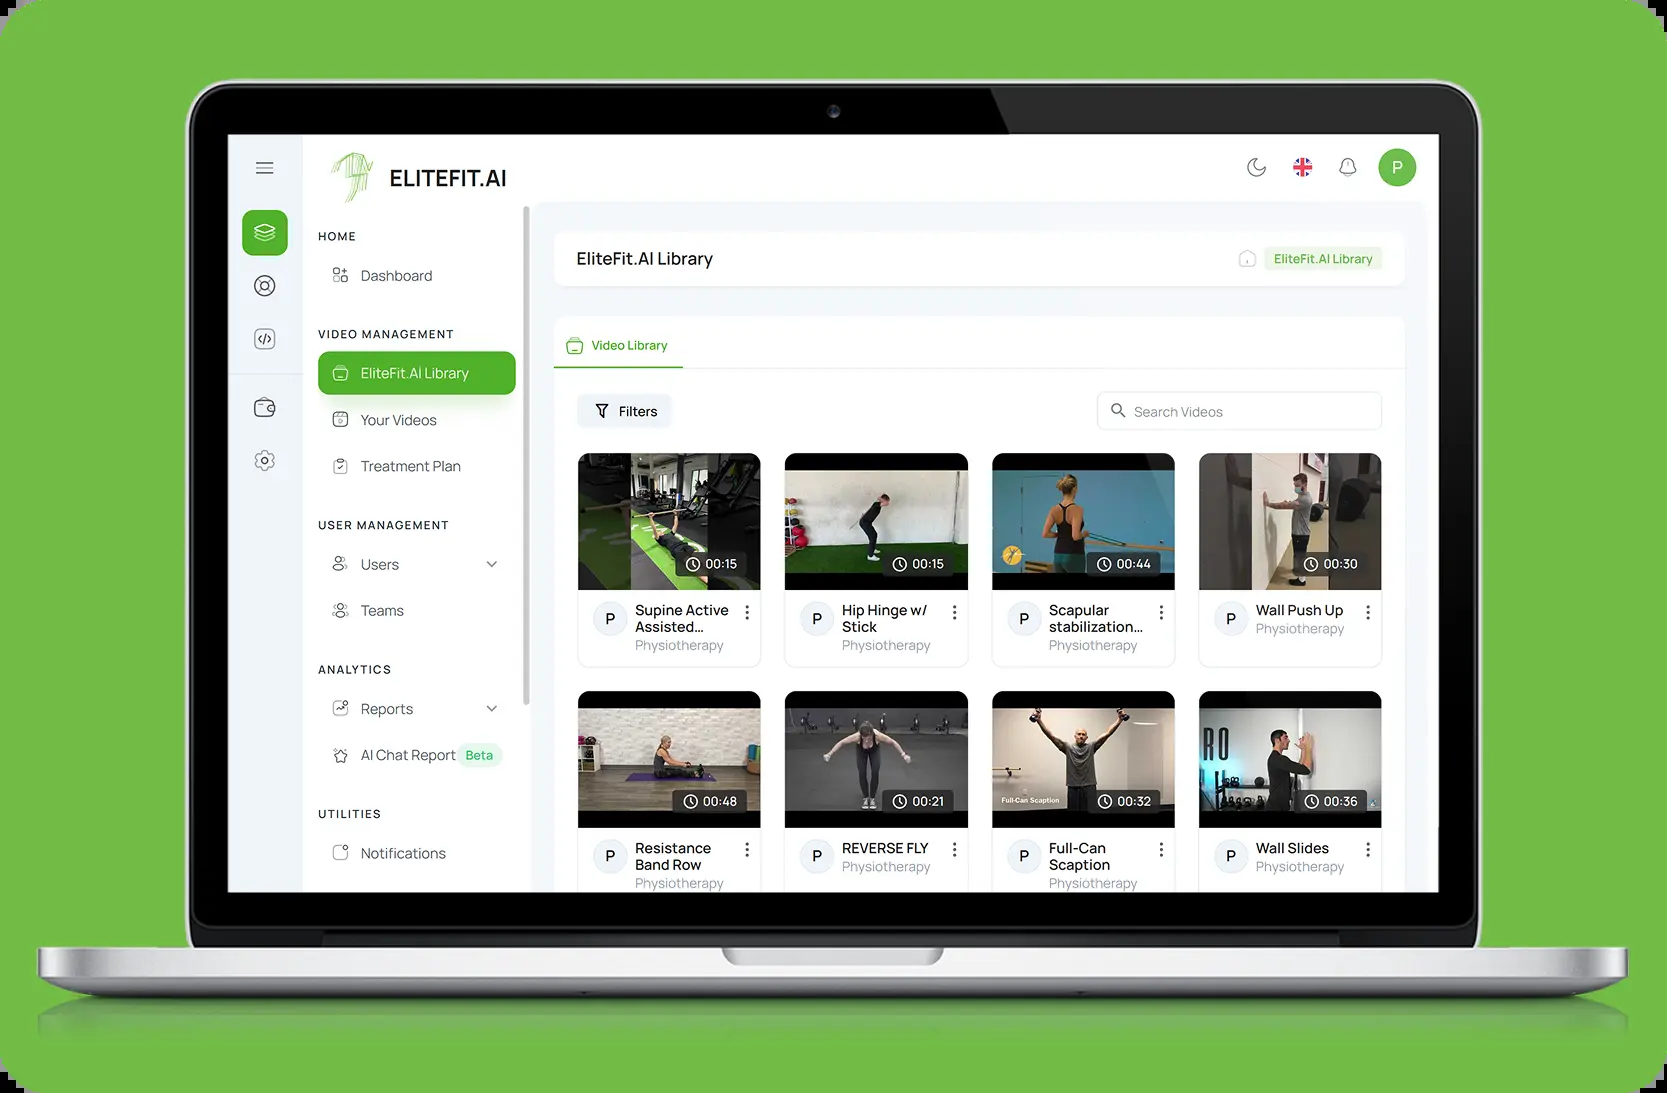 ELITEFIT.AI
P
HOME
Dashboard
VIDEO MANAGEMENT
EliteFit.AI Library
Your Videos
Treatment Plan
USER MANAGEMENT
Users
Teams
ANALYTICS
Reports
AI Chat Report Beta
UTILITIES
Notifications
EliteFit.AI Library
EliteFit.AI Library
Video Library
Filters
Search Videos
00:15
00:15
00:44
00:30
P
Supine Active
Assisted...
Physiotherapy
P
Hip Hinge w/
Stick
Physiotherapy
P
Scapular
stabilization...
Physiotherapy
P
Wall Push Up
Physiotherapy
00:48
00:21
Full-Can Scaption
00:32
RO
00:36
P
Resistance
Band Row
Physiotherapy
P
REVERSE FLY
Physiotherapy
P
Full-Can
Scaption
Physiotherapy
P
Wall Slides
Physiotherapy